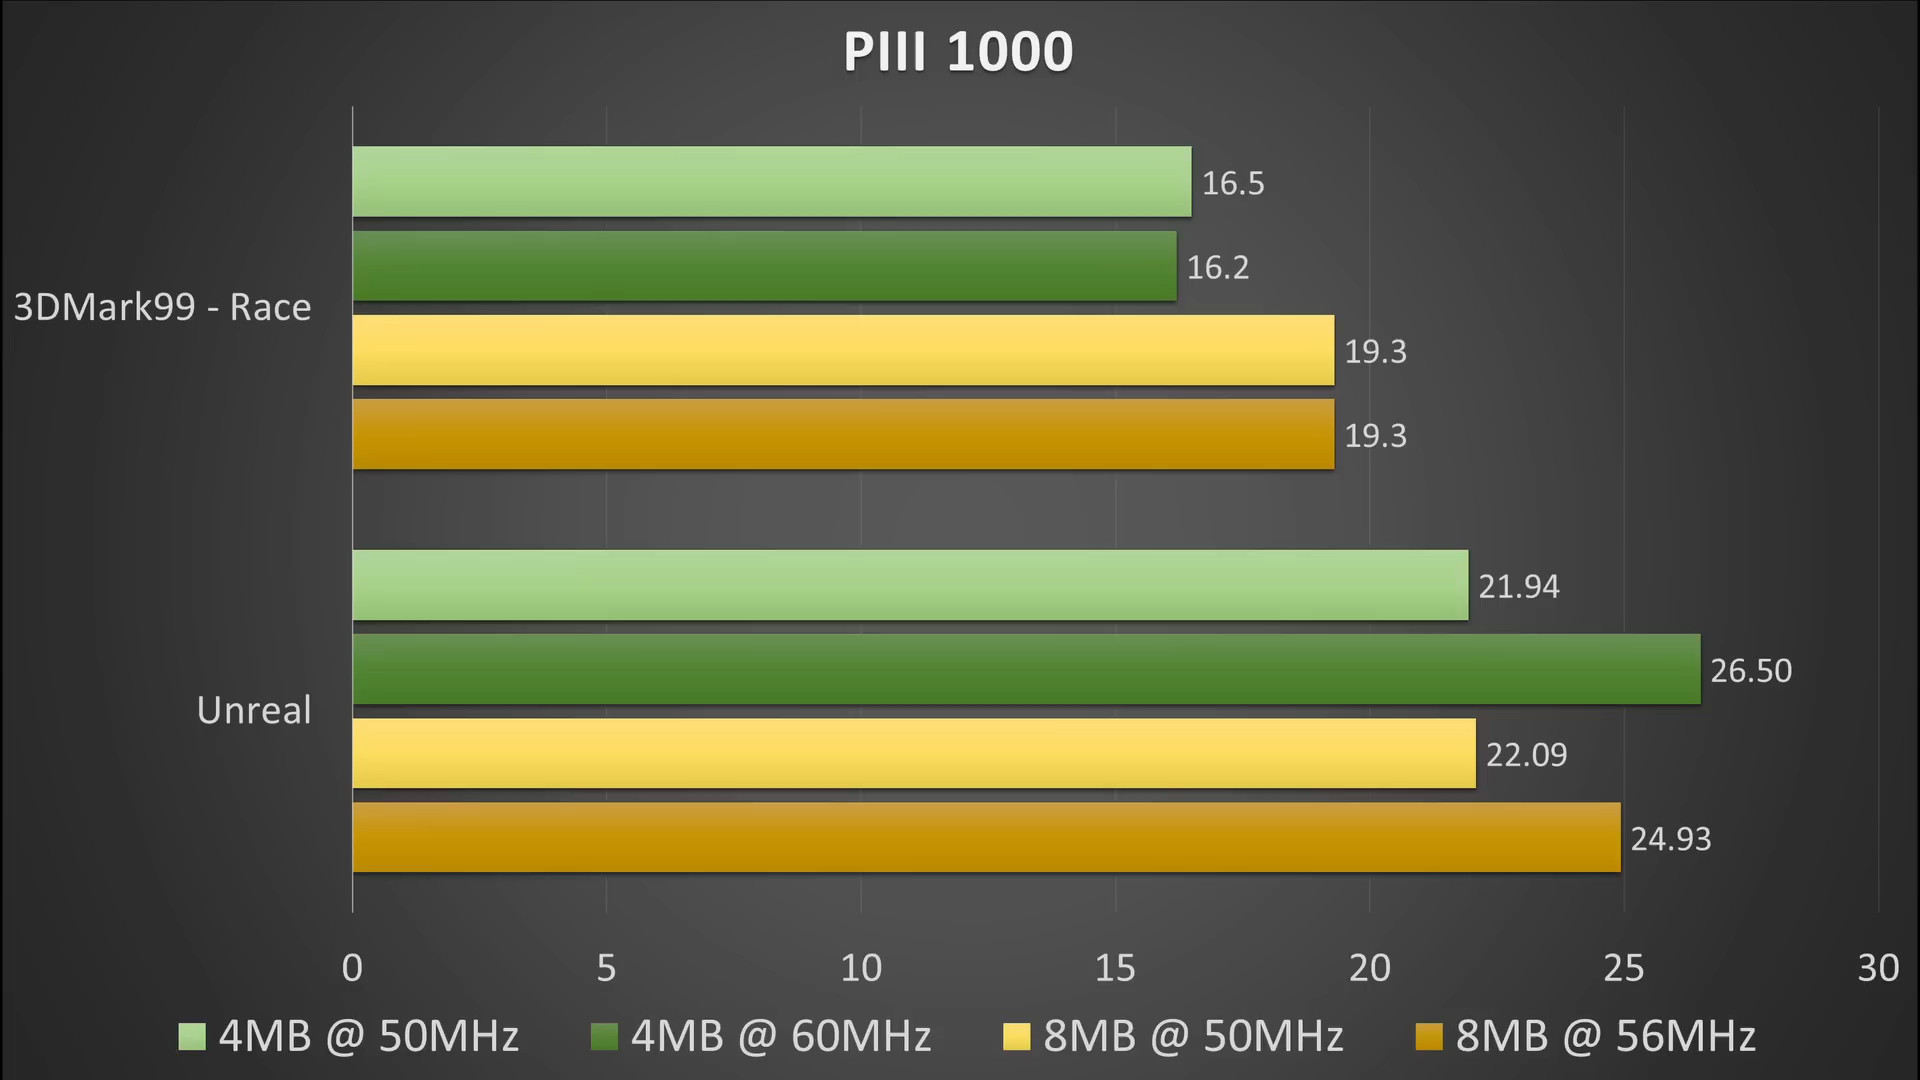 PIII 1000
3DMark99 - Race
16.5
16.2
19.3
19.3
Unreal
21.94
26.50
22.09
24.93
0 5 10 15 20 25 30
4MB @ 50MHz 4MB @ 60MHz 8MB @ 50MHz 8MB @ 56MHz